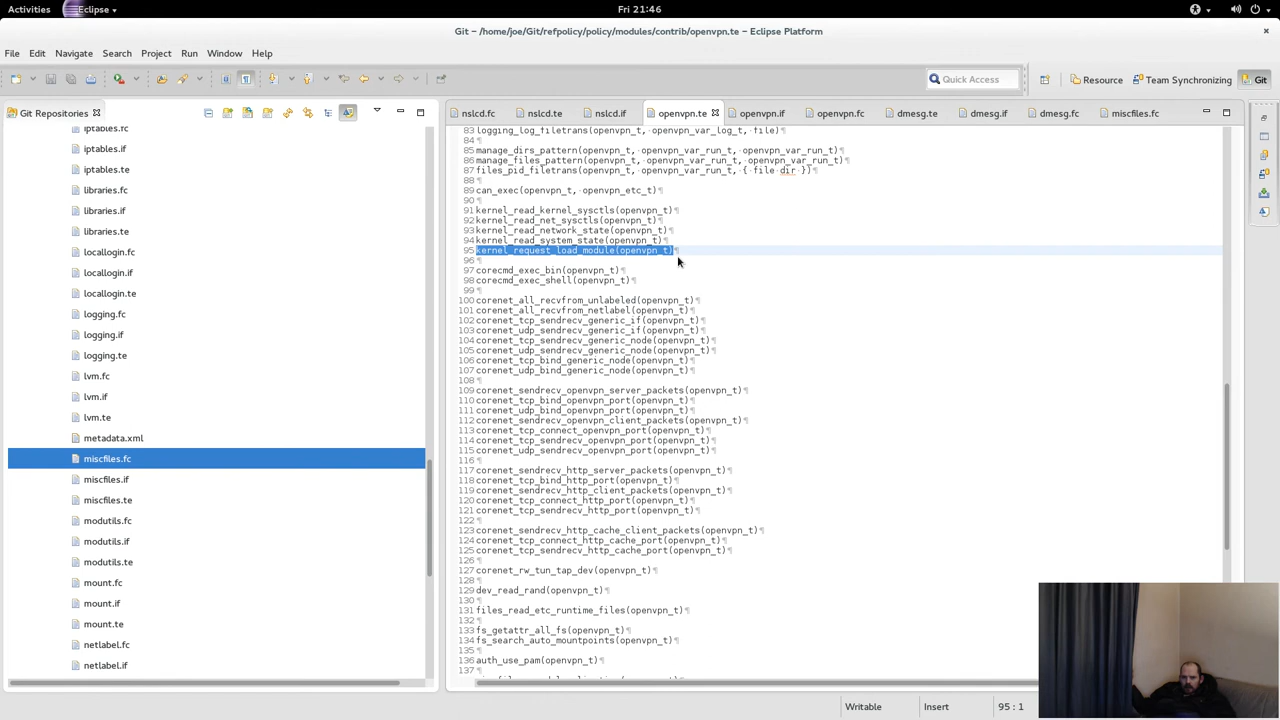 Activities Eclipse Fri 21:46
Git – /home/joe/Git/refpolicy/policy/modules/contrib/openvpn.te – Eclipse Platform
File Edit Navigate Search Project Run Window Help
Quick Access Resource Team Synchronizing Git
Git Repositories
iptables.fc
iptables.if
iptables.te
libraries.fc
libraries.if
libraries.te
locallogin.fc
locallogin.if
locallogin.te
logging.fc
logging.if
logging.te
lvm.fc
lvm.if
lvm.te
metadata.xml
miscfiles.fc
miscfiles.if
miscfiles.te
modutils.fc
modutils.if
modutils.te
mount.fc
mount.if
mount.te
netlabel.fc
netlabel.if
nslcd.fc nslcd.te nslcd.if openvpn.te openvpn.if openvpn.fc dmesg.te dmesg.if dmesg.fc miscfiles.fc
83 logging_log_filetrans(openvpn_t, openvpn_var_log_t, file)¶
84 ¶
85 manage_dirs_pattern(openvpn_t, openvpn_var_run_t, openvpn_var_run_t)¶
86 manage_files_pattern(openvpn_t, openvpn_var_run_t, openvpn_var_run_t)¶
87 files_pid_filetrans(openvpn_t, openvpn_var_run_t, { file dir })¶
88 ¶
89 can_exec(openvpn_t, openvpn_etc_t)¶
90 ¶
91 kernel_read_kernel_sysctls(openvpn_t)¶
92 kernel_read_net_sysctls(openvpn_t)¶
93 kernel_read_network_state(openvpn_t)¶
94 kernel_read_system_state(openvpn_t)¶
95 kernel_request_load_module(openvpn_t)¶
96 ¶
97 corecmd_exec_bin(openvpn_t)¶
98 corecmd_exec_shell(openvpn_t)¶
99 ¶
100 corenet_all_recvfrom_unlabeled(openvpn_t)¶
101 corenet_all_recvfrom_netlabel(openvpn_t)¶
102 corenet_tcp_sendrecv_generic_if(openvpn_t)¶
103 corenet_udp_sendrecv_generic_if(openvpn_t)¶
104 corenet_tcp_sendrecv_generic_node(openvpn_t)¶
105 corenet_udp_sendrecv_generic_node(openvpn_t)¶
106 corenet_tcp_bind_generic_node(openvpn_t)¶
107 corenet_udp_bind_generic_node(openvpn_t)¶
108 ¶
109 corenet_sendrecv_openvpn_server_packets(openvpn_t)¶
110 corenet_tcp_bind_openvpn_port(openvpn_t)¶
111 corenet_udp_bind_openvpn_port(openvpn_t)¶
112 corenet_sendrecv_openvpn_client_packets(openvpn_t)¶
113 corenet_tcp_connect_openvpn_port(openvpn_t)¶
114 corenet_tcp_sendrecv_openvpn_port(openvpn_t)¶
115 corenet_udp_sendrecv_openvpn_port(openvpn_t)¶
116 ¶
117 corenet_sendrecv_http_server_packets(openvpn_t)¶
118 corenet_tcp_bind_http_port(openvpn_t)¶
119 corenet_sendrecv_http_client_packets(openvpn_t)¶
120 corenet_tcp_connect_http_port(openvpn_t)¶
121 corenet_tcp_sendrecv_http_port(openvpn_t)¶
122 ¶
123 corenet_sendrecv_http_cache_client_packets(openvpn_t)¶
124 corenet_tcp_connect_http_cache_port(openvpn_t)¶
125 corenet_tcp_sendrecv_http_cache_port(openvpn_t)¶
126 ¶
127 corenet_rw_tun_tap_dev(openvpn_t)¶
128 ¶
129 dev_read_rand(openvpn_t)¶
130 ¶
131 files_read_etc_runtime_files(openvpn_t)¶
132 ¶
133 fs_getattr_all_fs(openvpn_t)¶
134 fs_search_auto_mountpoints(openvpn_t)¶
135 ¶
136 auth_use_pam(openvpn_t)¶
137 ¶
Writable Insert 95 : 1